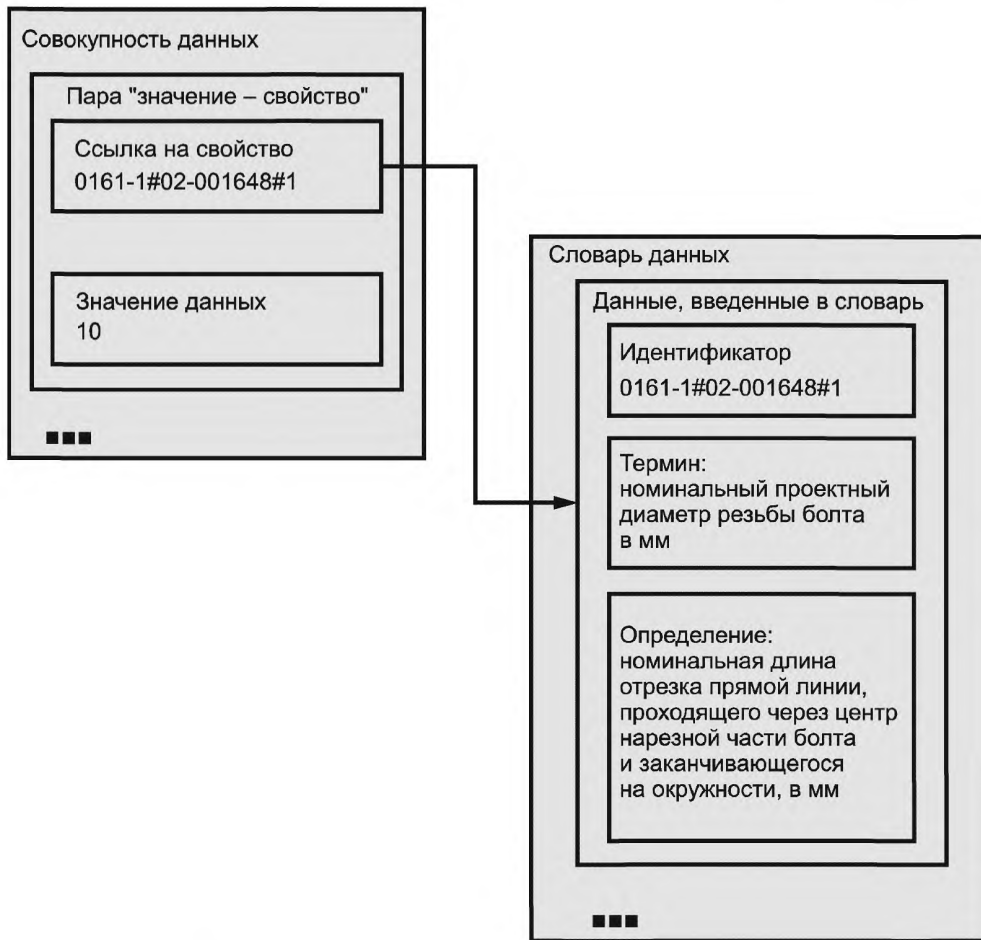 Совокупность данных
Пара "значение – свойство"
Ссылка на свойство
0161-1#02-001648#1
Значение данных
10
Словарь данных
Данные, введенные в словарь
Идентификатор
0161-1#02-001648#1
Термин:
номинальный проектный
диаметр резьбы болта
в мм
Определение:
номинальная длина
отрезка прямой линии,
проходящего через центр
нарезной части болта
и заканчивающегося
на окружности, в мм